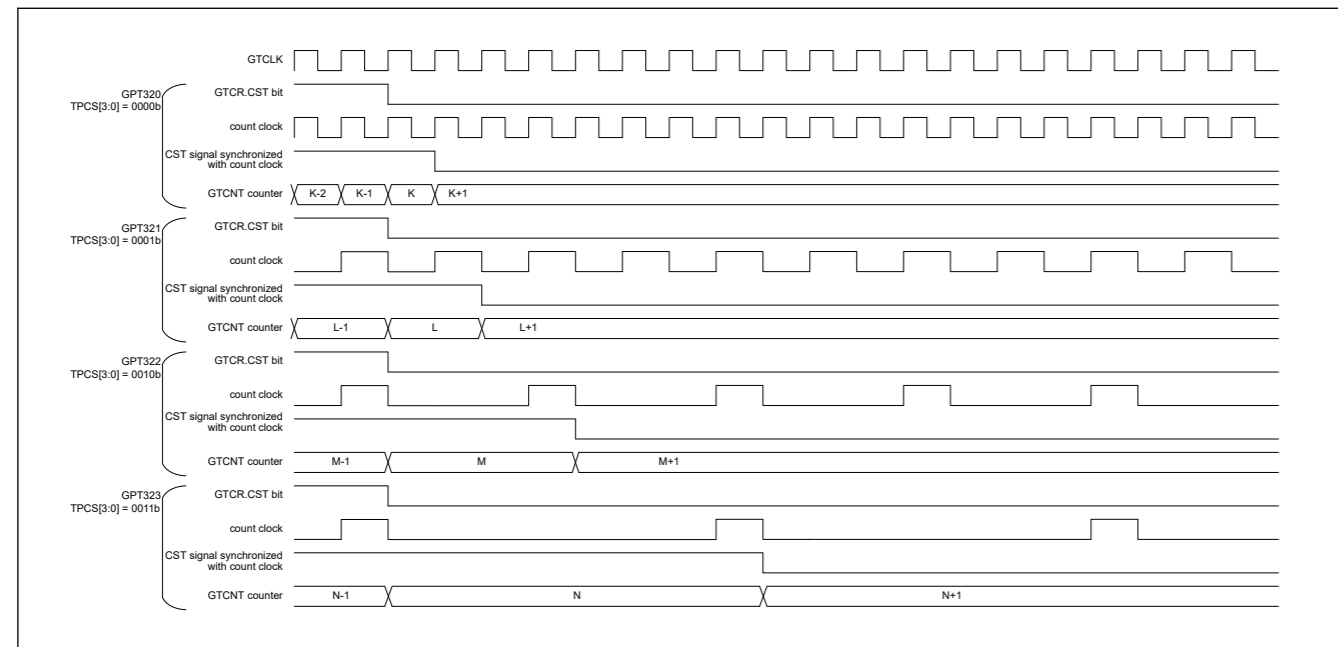 GTCLK
GPT320
TPCS[3:0] = 0000b
GTCR.CST bit
count clock
CST signal synchronized
with count clock
GTCNT counter K-2 K-1 K K+1
GPT321
TPCS[3:0] = 0001b
GTCR.CST bit
count clock
CST signal synchronized
with count clock
GTCNT counter L-1 L L+1
GPT322
TPCS[3:0] = 0010b
GTCR.CST bit
count clock
CST signal synchronized
with count clock
GTCNT counter M-1 M M+1
GPT323
TPCS[3:0] = 0011b
GTCR.CST bit
count clock
CST signal synchronized
with count clock
GTCNT counter N-1 N N+1